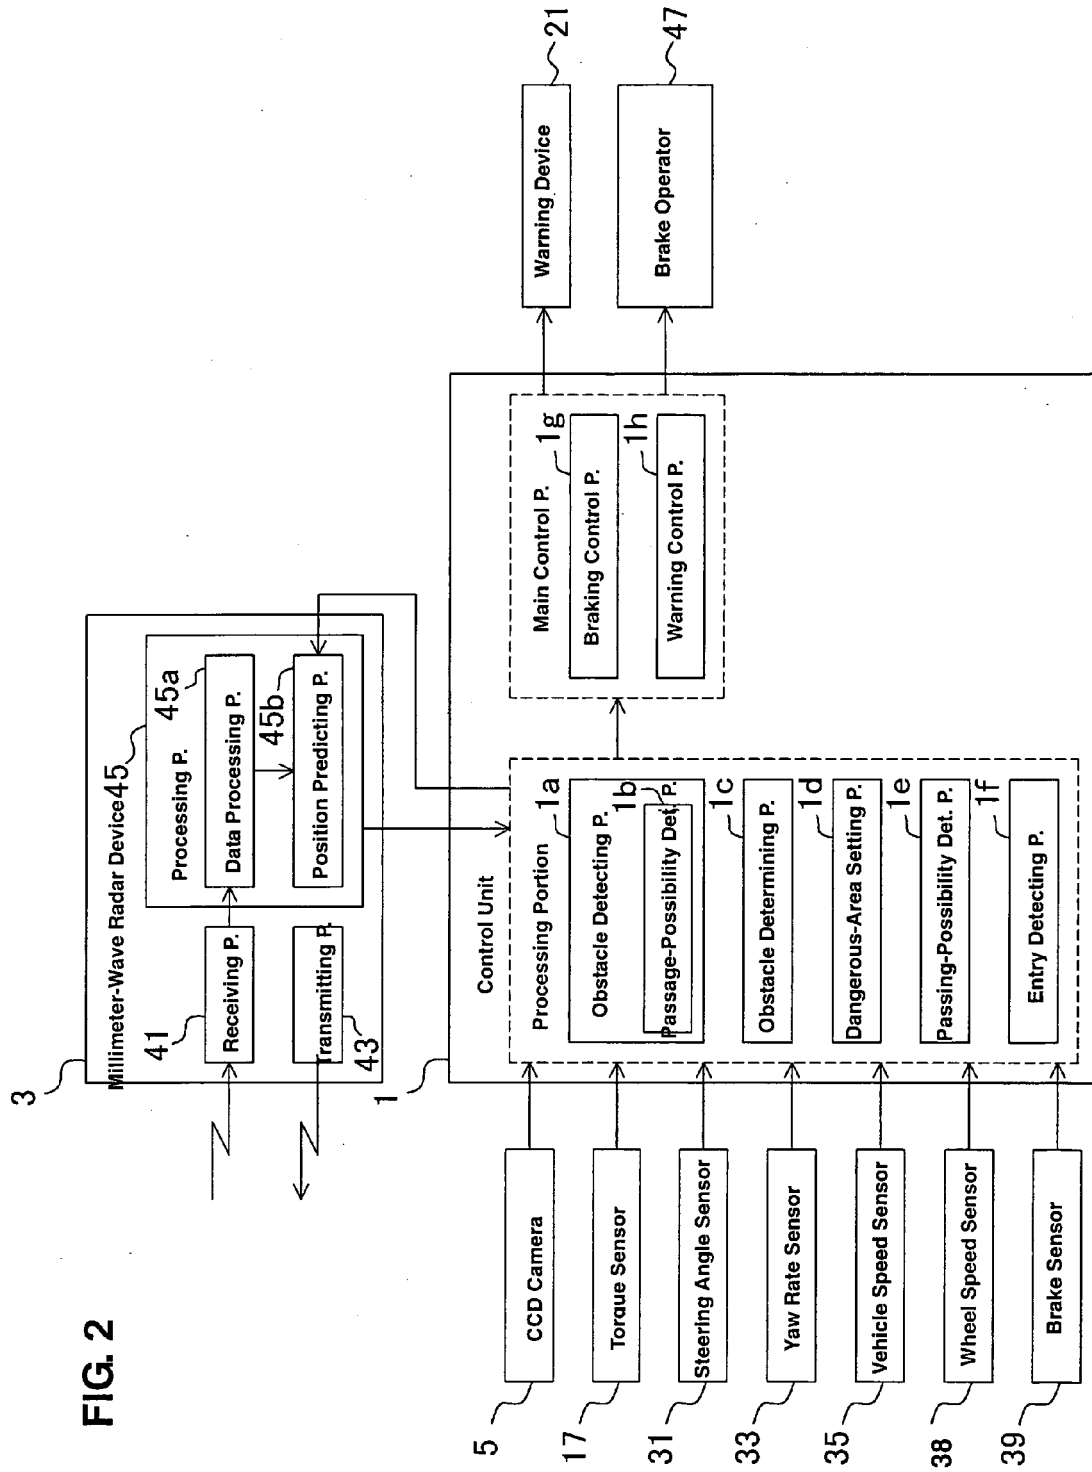 FIG. 2
3
Millimeter-Wave Radar Device
45
Processing P.
45a
Data Processing P.
45b
Position Predicting P.
41
Receiving P.
Transmitting P.
43
1
Control Unit
Processing Portion
1a
Obstacle Detecting P.
1b
Passage-Possibility Det. P.
1c
Obstacle Determining P.
1d
Dangerous-Area Setting P.
1e
Passing-Possibility Det. P.
1f
Entry Detecting P.
Main Control P.
1g
Braking Control P.
1h
Warning Control P.
Warning Device
21
Brake Operator
47
5
CCD Camera
17
Torque Sensor
31
Steering Angle Sensor
33
Yaw Rate Sensor
35
Vehicle Speed Sensor
38
Wheel Speed Sensor
39
Brake Sensor